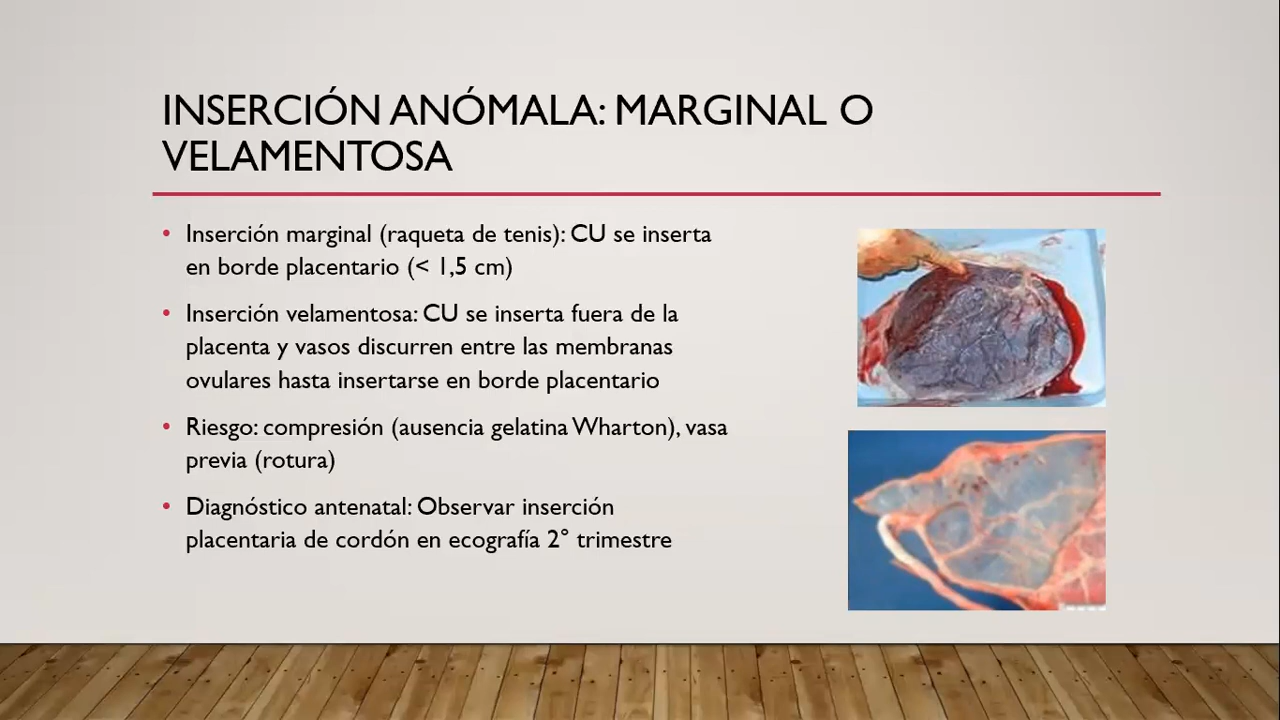 INSERCIÓN ANÓMALA: MARGINAL O
VELAMENTOSA
• Inserción marginal (raqueta de tenis): CU se inserta
en borde placentario (< 1,5 cm)
• Inserción velamentosa: CU se inserta fuera de la
placenta y vasos discurren entre las membranas
ovulares hasta insertarse en borde placentario
• Riesgo: compresión (ausencia gelatina Wharton), vasa
previa (rotura)
• Diagnóstico antenatal: Observar inserción
placentaria de cordón en ecografía 2° trimestre